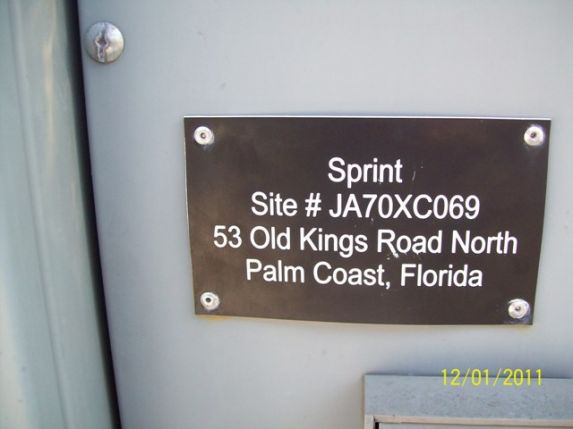 Sprint
Site # JA70XC069
53 Old Kings Road North
Palm Coast, Florida
12/01/2011